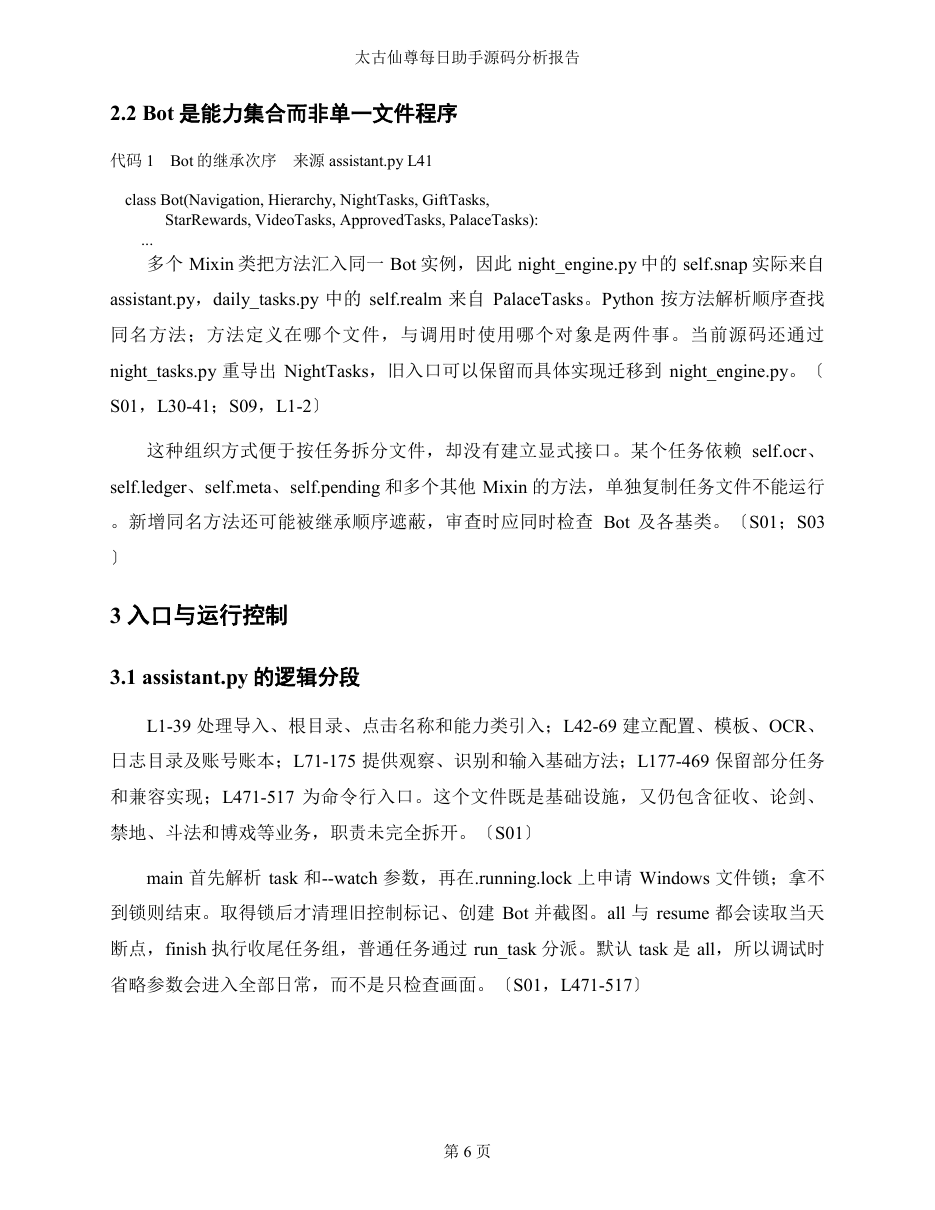 太古仙尊每日助手源码分析报告
2.2 Bot 是能力集合而非单一文件程序
代码 1　Bot 的继承次序　来源 assistant.py L41
class Bot(Navigation, Hierarchy, NightTasks, GiftTasks,
StarRewards, VideoTasks, ApprovedTasks, PalaceTasks):
...
多个 Mixin 类把方法汇入同一 Bot 实例，因此 night_engine.py 中的 self.snap 实际来自
assistant.py，daily_tasks.py 中的 self.realm 来自 PalaceTasks。Python 按方法解析顺序查找
同名方法；方法定义在哪个文件，与调用时使用哪个对象是两件事。当前源码还通过
night_tasks.py 重导出 NightTasks，旧入口可以保留而具体实现迁移到 night_engine.py。〔
S01，L30-41；S09，L1-2〕
这种组织方式便于按任务拆分文件，却没有建立显式接口。某个任务依赖 self.ocr、
self.ledger、self.meta、self.pending 和多个其他 Mixin 的方法，单独复制任务文件不能运行
。新增同名方法还可能被继承顺序遮蔽，审查时应同时检查 Bot 及各基类。〔S01；S03
〕
3 入口与运行控制
3.1 assistant.py 的逻辑分段
L1-39 处理导入、根目录、点击名称和能力类引入；L42-69 建立配置、模板、OCR、
日志目录及账号账本；L71-175 提供观察、识别和输入基础方法；L177-469 保留部分任务
和兼容实现；L471-517 为命令行入口。这个文件既是基础设施，又仍包含征收、论剑、
禁地、斗法和博戏等业务，职责未完全拆开。〔S01〕
main 首先解析 task 和--watch 参数，再在.running.lock 上申请 Windows 文件锁；拿不
到锁则结束。取得锁后才清理旧控制标记、创建 Bot 并截图。all 与 resume 都会读取当天
断点，finish 执行收尾任务组，普通任务通过 run_task 分派。默认 task 是 all，所以调试时
省略参数会进入全部日常，而不是只检查画面。〔S01，L471-517〕
第 6 页